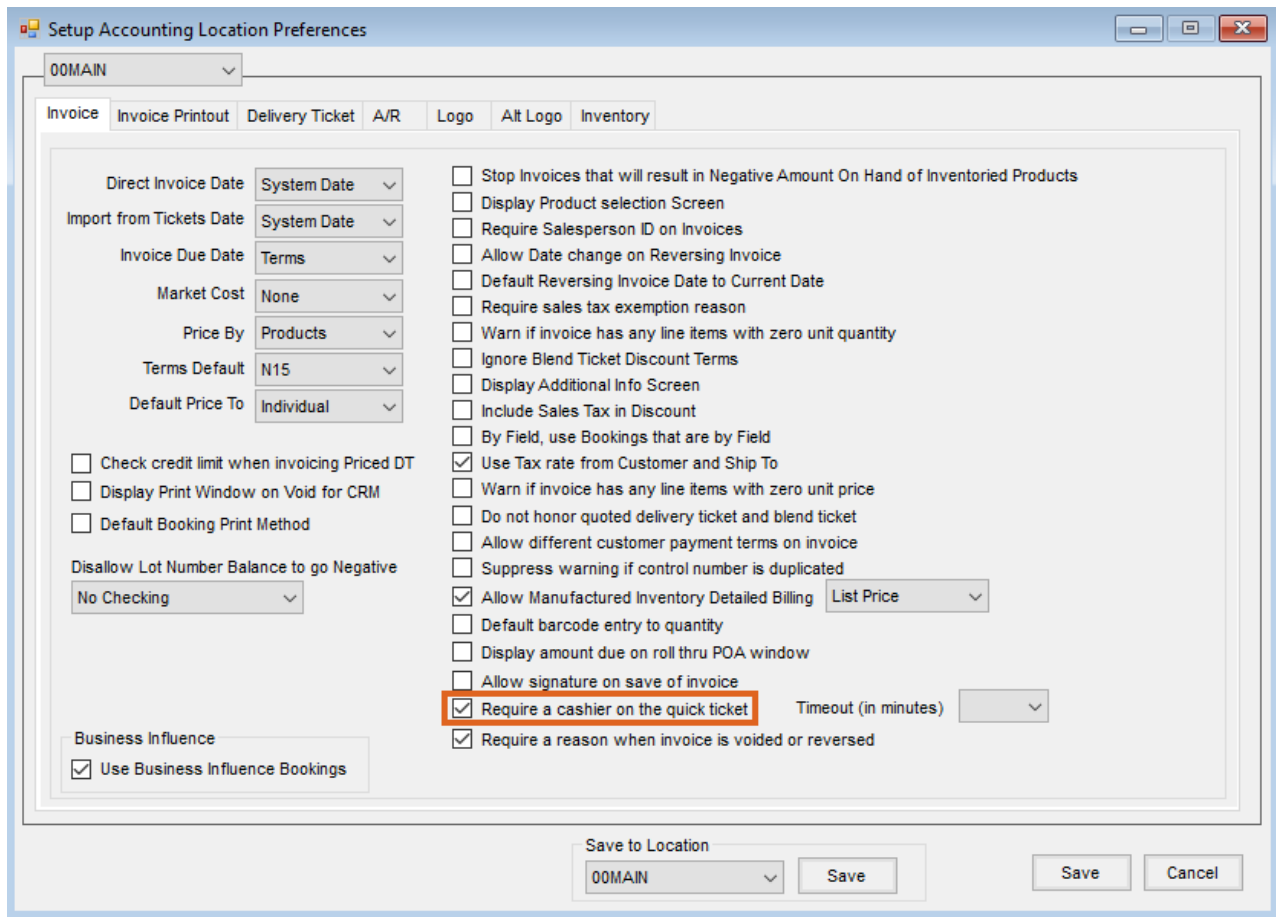 Setup Accounting Location Preferences
00MAIN
Invoice Invoice Printout Delivery Ticket A/R Logo Alt Logo Inventory
Direct Invoice Date System Date
Import from Tickets Date System Date
Invoice Due Date Terms
Market Cost None
Price By Products
Terms Default N15
Default Price To Individual
Check credit limit when invoicing Priced DT
Display Print Window on Void for CRM
Default Booking Print Method
Disallow Lot Number Balance to go Negative
No Checking
Business Influence
Use Business Influence Bookings
Stop Invoices that will result in Negative Amount On Hand of Inventoried Products
Display Product selection Screen
Require Salesperson ID on Invoices
Allow Date change on Reversing Invoice
Default Reversing Invoice Date to Current Date
Require sales tax exemption reason
Warn if invoice has any line items with zero unit quantity
Ignore Blend Ticket Discount Terms
Display Additional Info Screen
Include Sales Tax in Discount
By Field, use Bookings that are by Field
Use Tax rate from Customer and Ship To
Warn if invoice has any line items with zero unit price
Do not honor quoted delivery ticket and blend ticket
Allow different customer payment terms on invoice
Suppress warning if control number is duplicated
Allow Manufactured Inventory Detailed Billing List Price
Default barcode entry to quantity
Display amount due on roll thru POA window
Allow signature on save of invoice
Require a cashier on the quick ticket Timeout (in minutes)
Require a reason when invoice is voided or reversed
Save to Location
00MAIN Save
Save Cancel